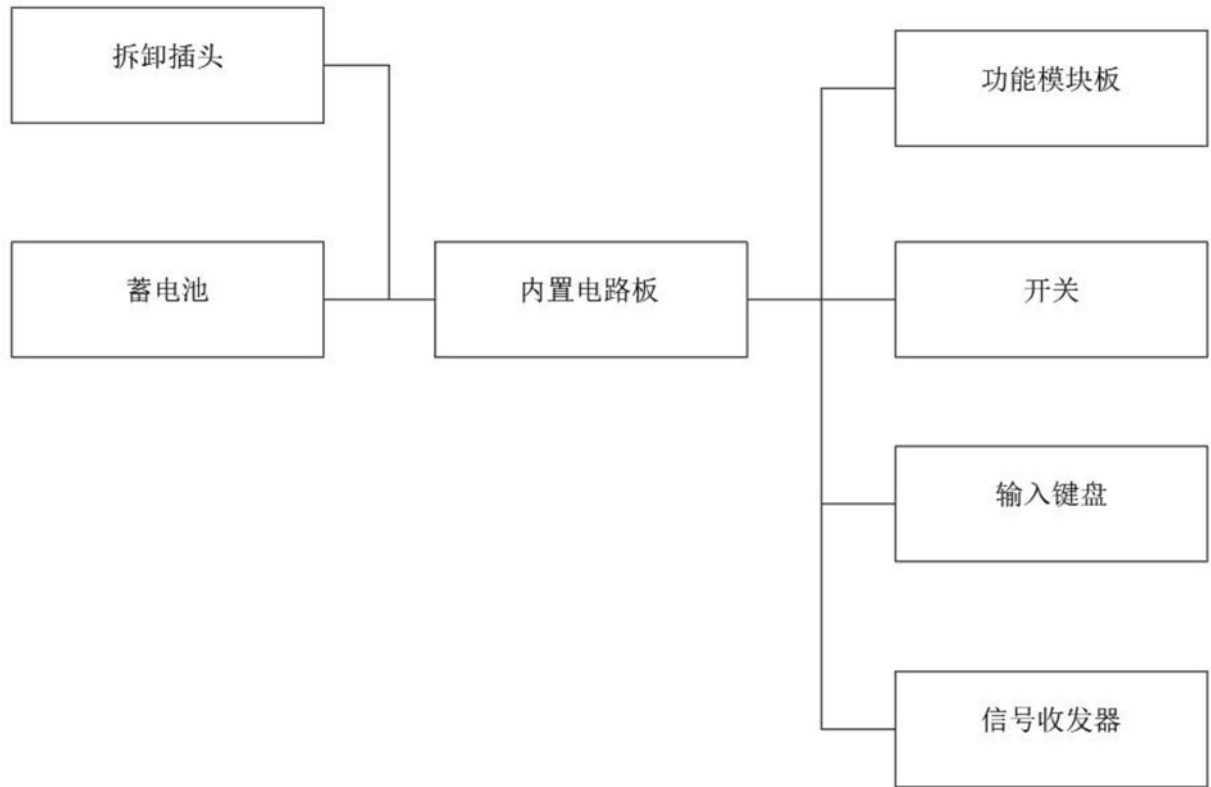 拆卸插头
功能模块板
蓄电池
内置电路板
开关
输入键盘
信号收发器